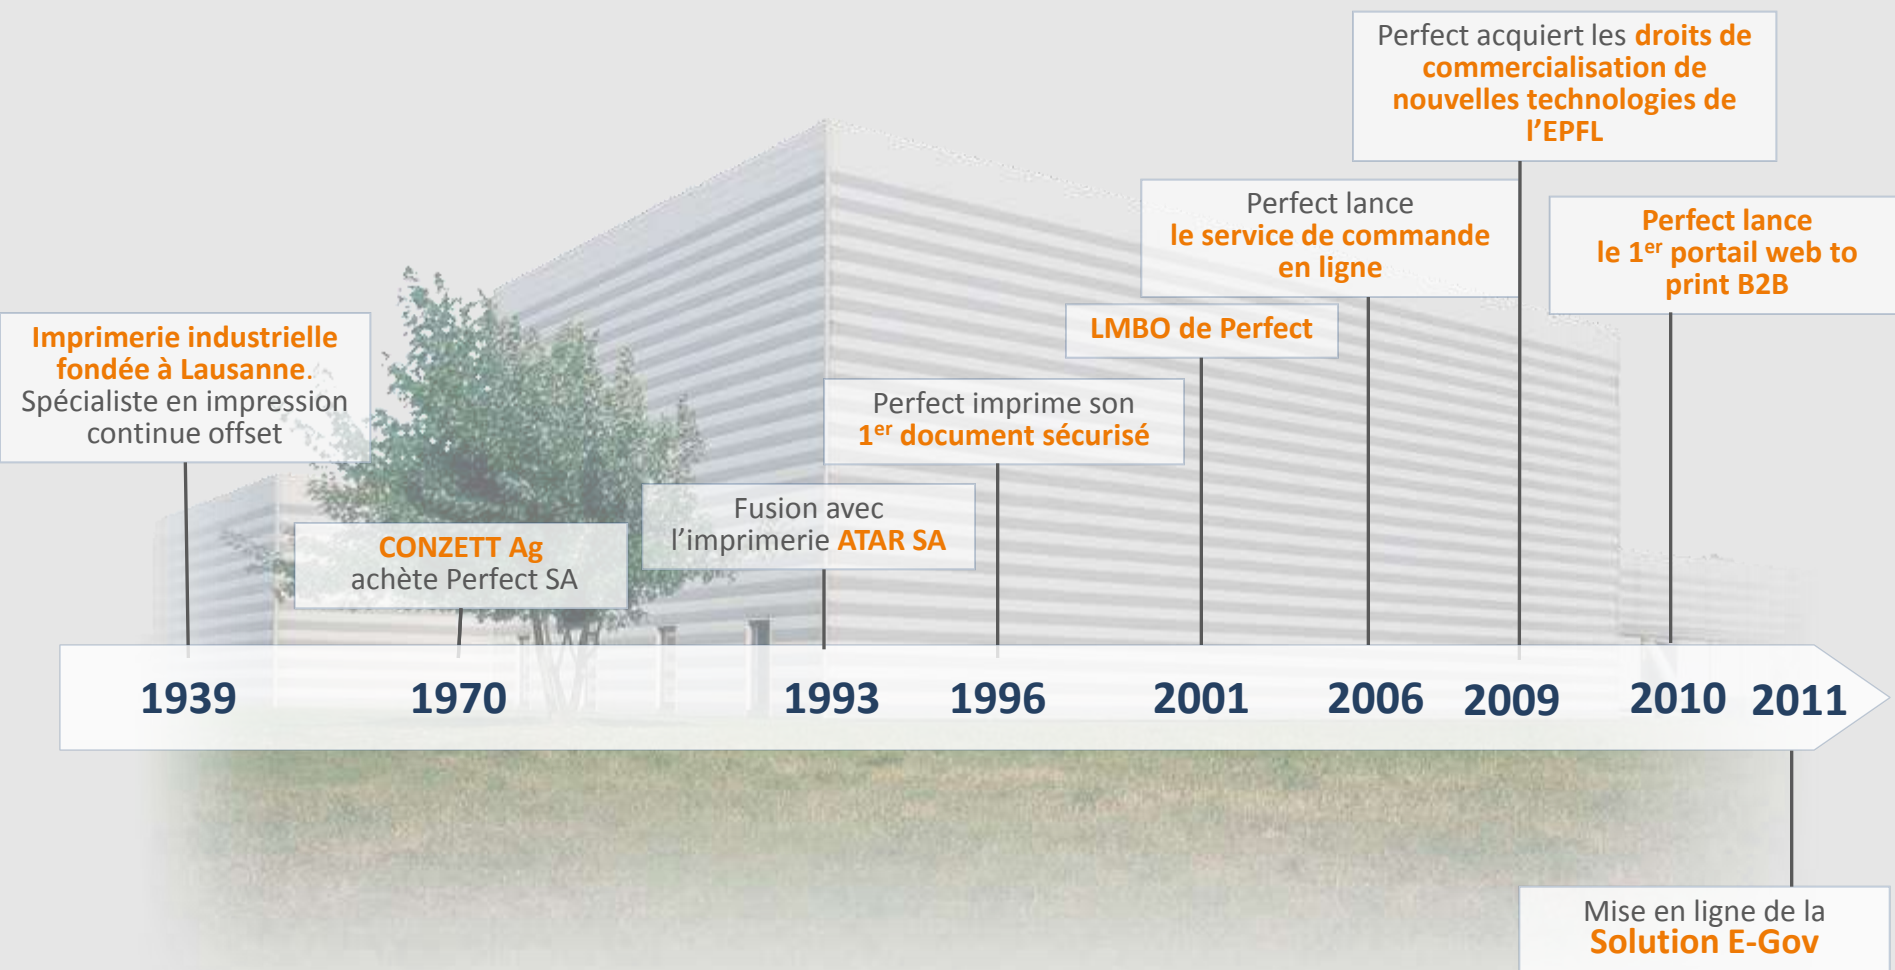 Perfect acquiert les droits de
commercialisation de
nouvelles technologies de
l’EPFL
Perfect lance
le service de commande
en ligne
Perfect lance
le 1er portail web to
print B2B
Imprimerie industrielle
fondée à Lausanne.
Spécialiste en impression
continue offset
LMBO de Perfect
Perfect imprime son
1er document sécurisé
Fusion avec
l’imprimerie ATAR SA
CONZETT Ag
achète Perfect SA
1939 1970 1993 1996 2001 2006 2009 2010 2011
Mise en ligne de la
Solution E-Gov